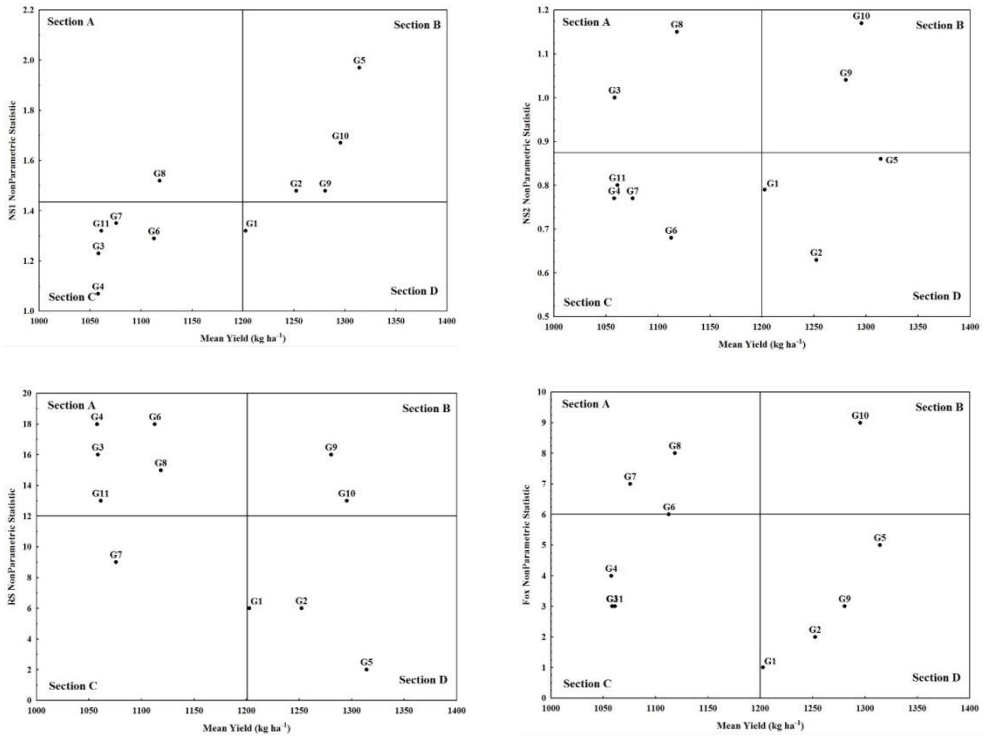 2.2
Section A
Section B
G5
2.0
1.8
G10
1.6
G8
G2
G9
1.4
G11
G7
G6
G1
G3
1.2
G4
Section C
Section D
1.0
1000
1050
1100
1150
1200
1250
1300
1350
1400
NS1 NonParametric Statistic
Mean Yield (kg ha⁻¹)
1.2
Section A
G10
Section B
G8
1.1
G9
G3
1.0
0.9
G5
G11
G1
0.8
G4
G7
G6
0.7
G2
0.6
Section C
Section D
0.5
1000
1050
1100
1150
1200
1250
1300
1350
1400
NS2 NonParametric Statistic
Mean Yield (kg ha⁻¹)
20
Section A
Section B
18
G4
G6
16
G3
G8
G9
14
G11
G10
12
10
G7
8
6
G1
G2
4
2
G5
Section C
Section D
0
1000
1050
1100
1150
1200
1250
1300
1350
1400
RS NonParametric Statistic
Mean Yield (kg ha⁻¹)
10
Section A
Section B
9
G10
8
G8
7
G7
6
G6
5
G5
4
G4
3
G9
2
G2
1
G1
Section C
Section D
0
1000
1050
1100
1150
1200
1250
1300
1350
1400
Fox NonParametric Statistic
Mean Yield (kg ha⁻¹)